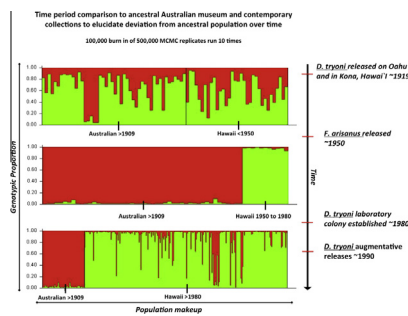 Time period comparison to ancestral Australian museum and contemporary
collections to elucidate deviation from ancestral population over time
100,000 burn in of 500,000 MCMC replicates run 10 times
Genotypic Proportion
1.00
0.80
0.60
0.40
0.20
0.00
Australian >1909
Hawaii <1950
1.00
0.80
0.60
0.40
0.20
0.00
Australian >1909
Hawaii 1950 to 1980
1.00
0.80
0.60
0.40
0.20
0.00
Australian >1909
Hawaii >1980
Population makeup
Time
D. tryoni released on Oahu
and in Kona, Hawai`i ~1915
F. arisanus released
~1950
D. tryoni laboratory
colony established ~1980
D. tryoni augmentative
releases ~1990